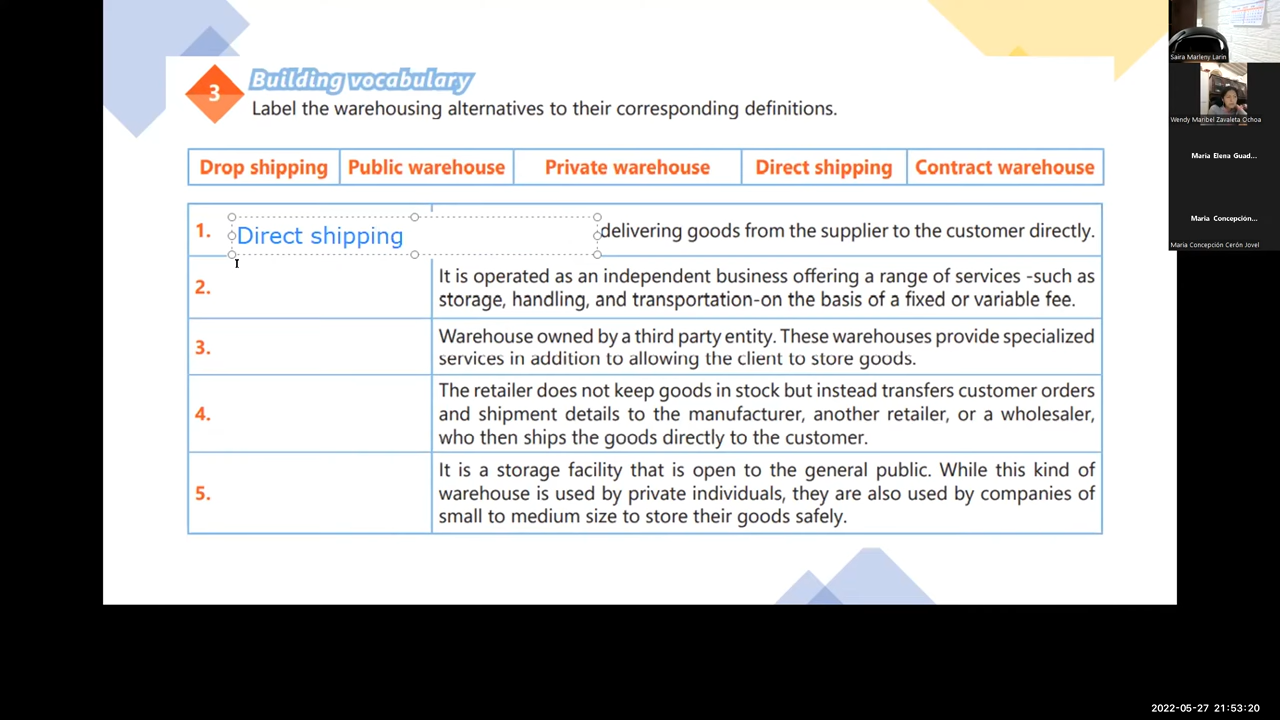 3
Building vocabulary
Label the warehousing alternatives to their corresponding definitions.
Drop shipping
Public warehouse
Private warehouse
Direct shipping
Contract warehouse
1.
Direct shipping
delivering goods from the supplier to the customer directly.
2.
It is operated as an independent business offering a range of services -such as
storage, handling, and transportation-on the basis of a fixed or variable fee.
3.
Warehouse owned by a third party entity. These warehouses provide specialized
services in addition to allowing the client to store goods.
4.
The retailer does not keep goods in stock but instead transfers customer orders
and shipment details to the manufacturer, another retailer, or a wholesaler,
who then ships the goods directly to the customer.
5.
It is a storage facility that is open to the general public. While this kind of
warehouse is used by private individuals, they are also used by companies of
small to medium size to store their goods safely.
Saira Marleny Larin
Wendy Maribel Zavaleta Ochoa
Maria Elena Guad...
Maria Concepción...
Maria Concepción Cerón Jovel
2022-05-27 21:53:20